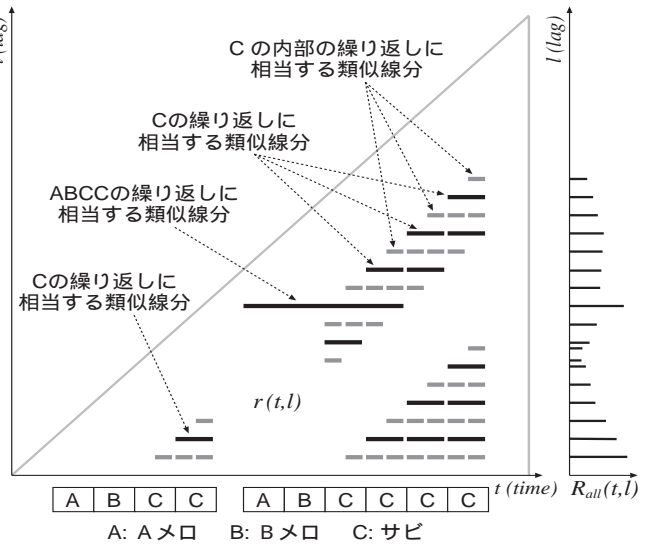 l (lag)
C の内部の繰り返しに
相当する類似線分
Cの繰り返しに
相当する類似線分
ABCCの繰り返しに
相当する類似線分
Cの繰り返しに
相当する類似線分
r(t,l)
t (time)
R_all(t,l)
A B C C A B C C C C
A: A メロ B: B メロ C: サビ